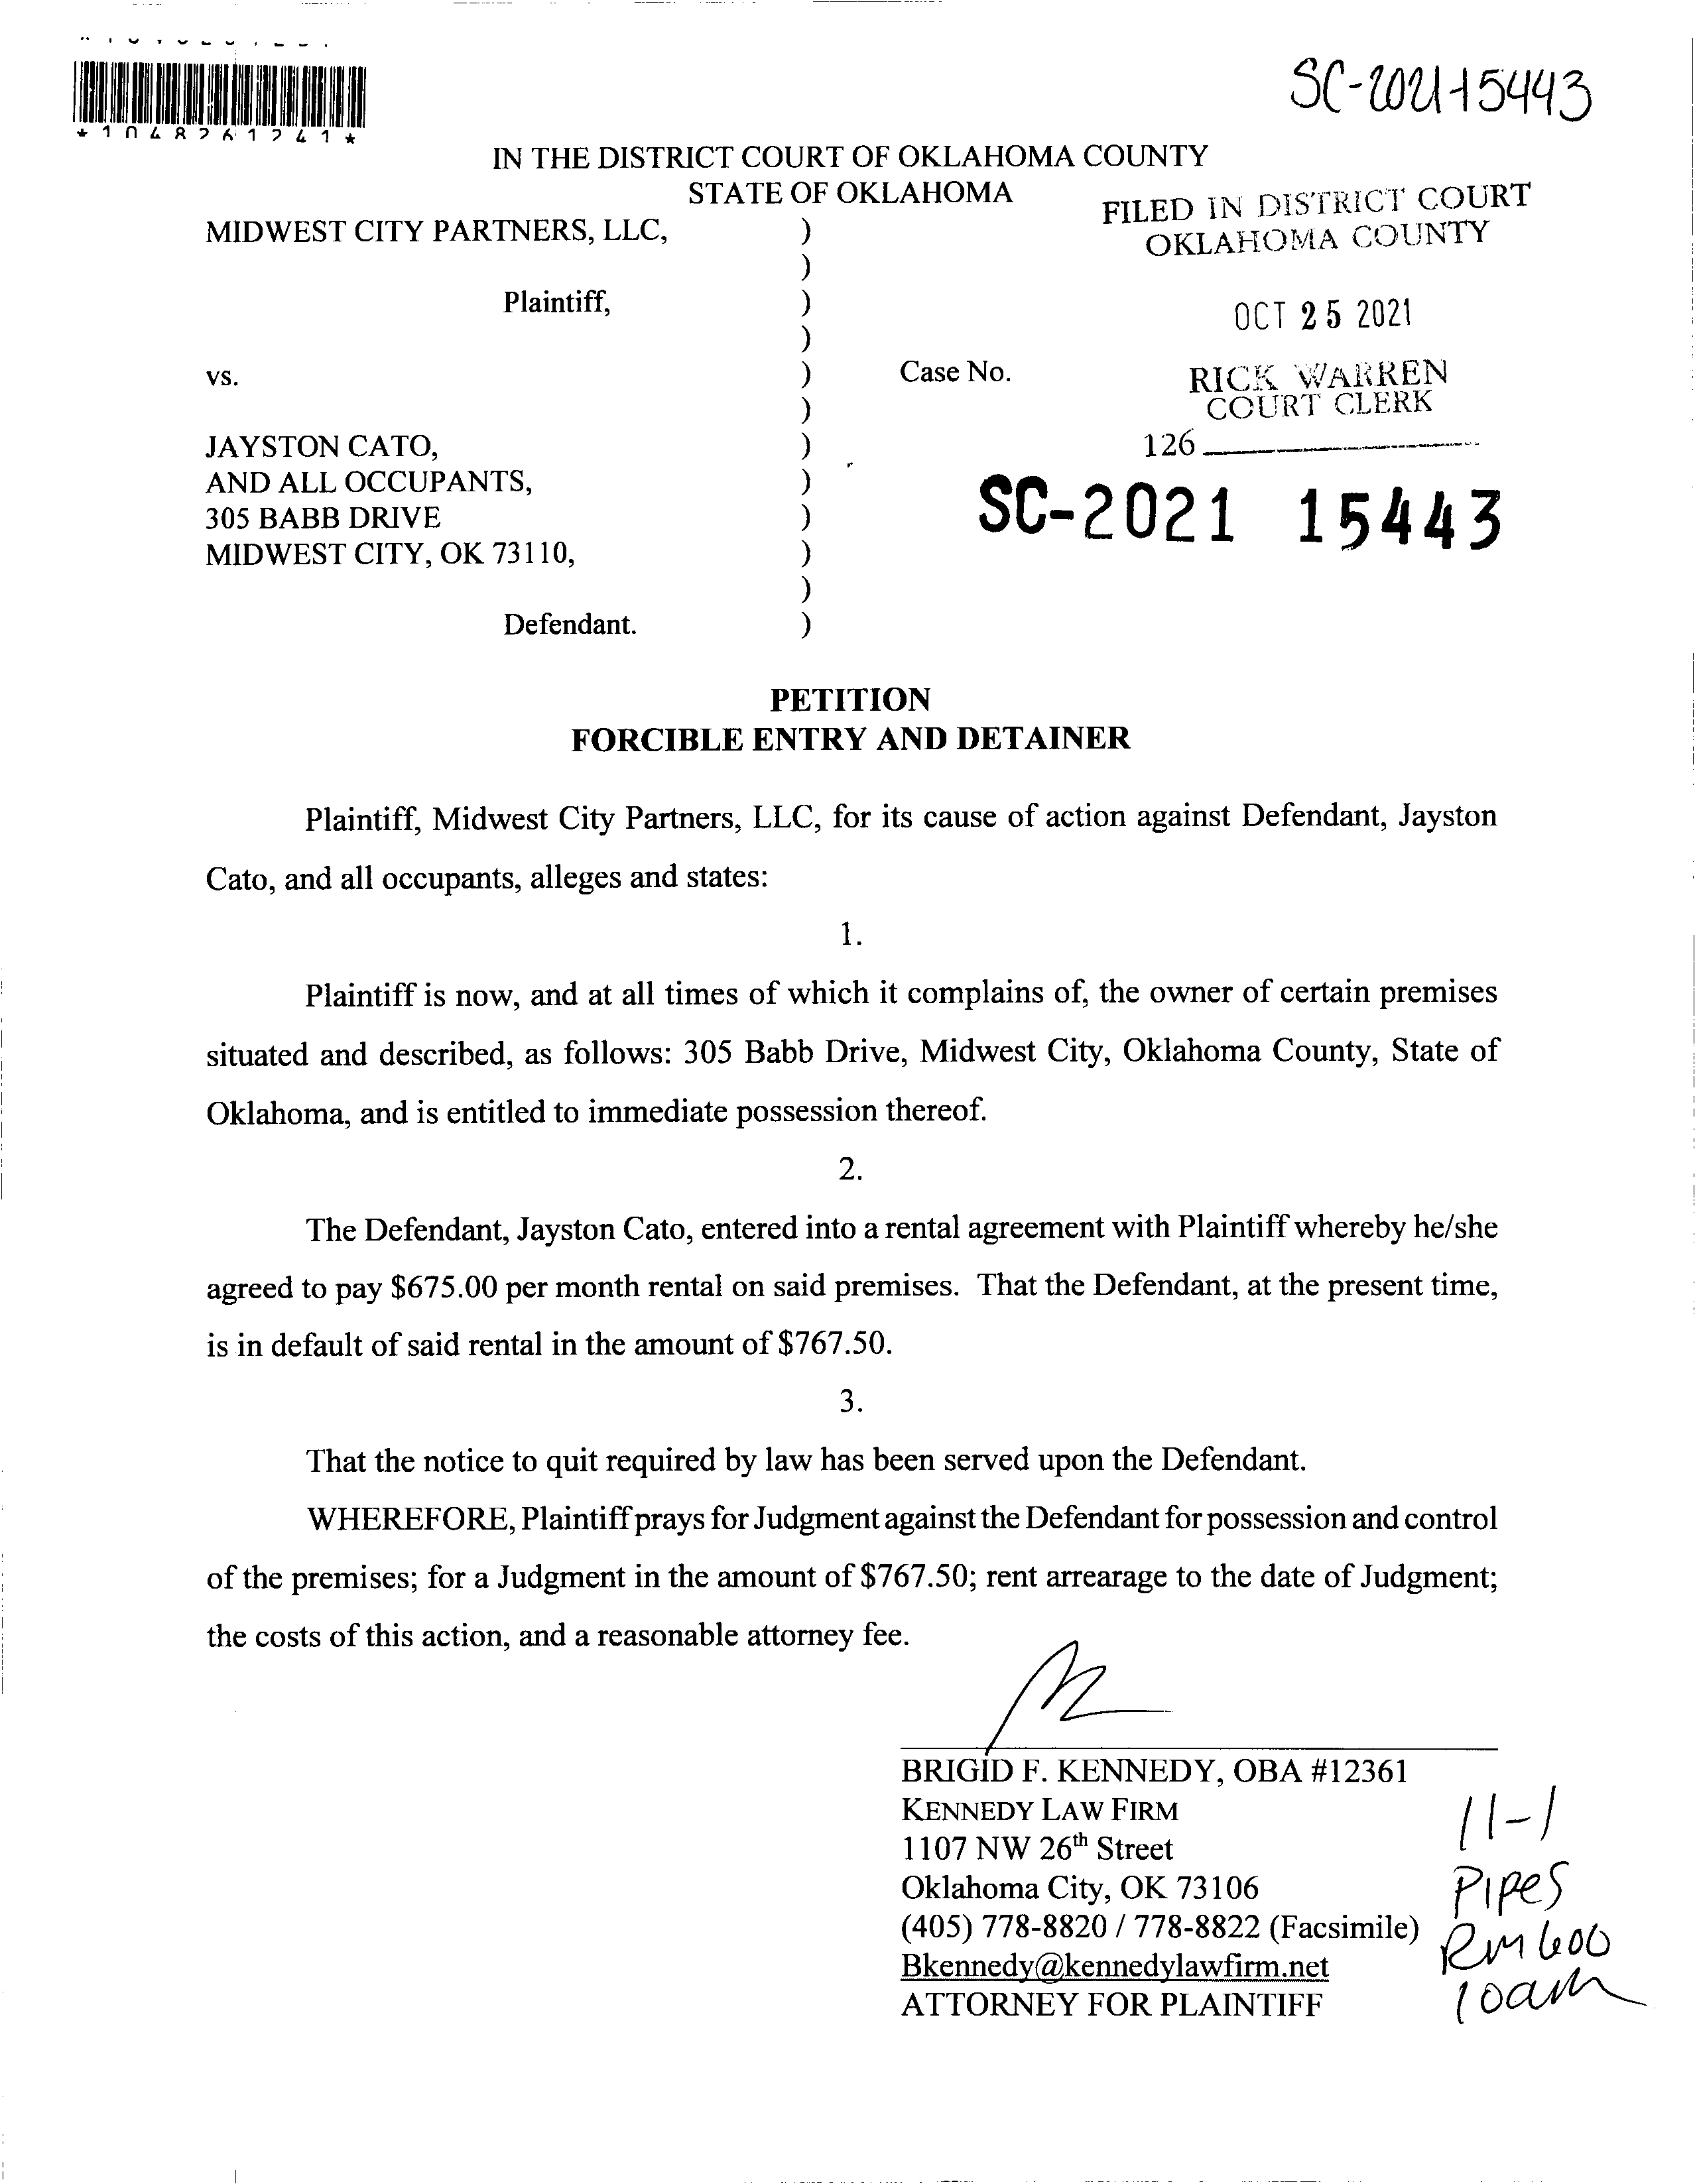 *1048261241*
SC-2021-15443
IN THE DISTRICT COURT OF OKLAHOMA COUNTY
STATE OF OKLAHOMA
FILED IN DISTRICT COURT
OKLAHOMA COUNTY
MIDWEST CITY PARTNERS, LLC, )
)
Plaintiff, )
OCT 25 2021
)
vs. ) Case No.
RICK WARREN
COURT CLERK
)
JAYSTON CATO, )
126
AND ALL OCCUPANTS, )
305 BABB DRIVE )
SC-2021 15443
MIDWEST CITY, OK 73110, )
)
Defendant. )
PETITION
FORCIBLE ENTRY AND DETAINER
Plaintiff, Midwest City Partners, LLC, for its cause of action against Defendant, Jayston
Cato, and all occupants, alleges and states:
1.
Plaintiff is now, and at all times of which it complains of, the owner of certain premises
situated and described, as follows: 305 Babb Drive, Midwest City, Oklahoma County, State of
Oklahoma, and is entitled to immediate possession thereof.
2.
The Defendant, Jayston Cato, entered into a rental agreement with Plaintiff whereby he/she
agreed to pay $675.00 per month rental on said premises. That the Defendant, at the present time,
is in default of said rental in the amount of $767.50.
3.
That the notice to quit required by law has been served upon the Defendant.
WHEREFORE, Plaintiff prays for Judgment against the Defendant for possession and control
of the premises; for a Judgment in the amount of $767.50; rent arrearage to the date of Judgment;
the costs of this action, and a reasonable attorney fee.
BRIGID F. KENNEDY, OBA #12361
KENNEDY LAW FIRM
1107 NW 26th Street
Oklahoma City, OK 73106
(405) 778-8820 / 778-8822 (Facsimile)
Bkennedy@kennedylawfirm.net
ATTORNEY FOR PLAINTIFF
11-1
Pipes
RM 600
10am